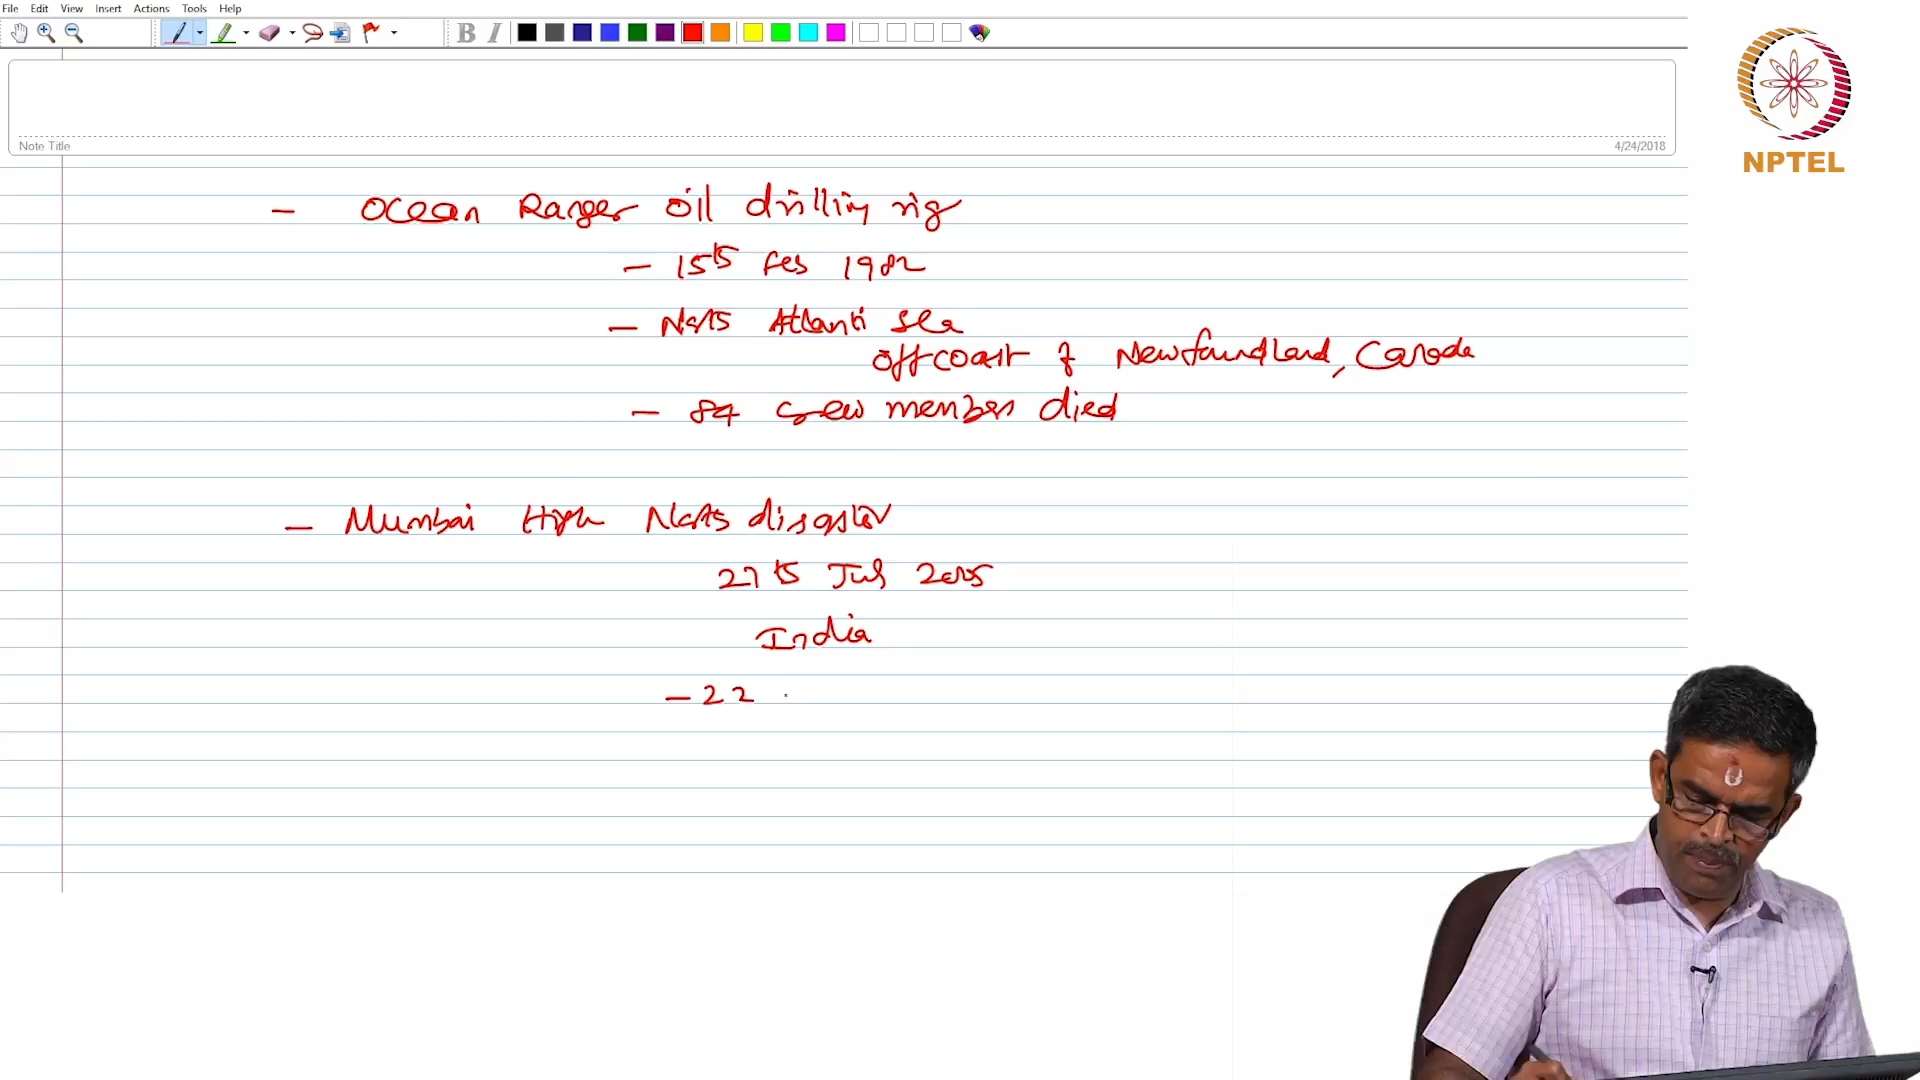 File Edit View Insert Actions Tools Help
B I
NPTEL
Note Title 4/24/2018
- Ocean Ranger oil drilling rig
- 15th Feb 1982
- North Atlanti sea
off coast of Newfoundland, Canada
- 84 crew members died
- Mumbai High North disaster
27th July 2005
India
- 22